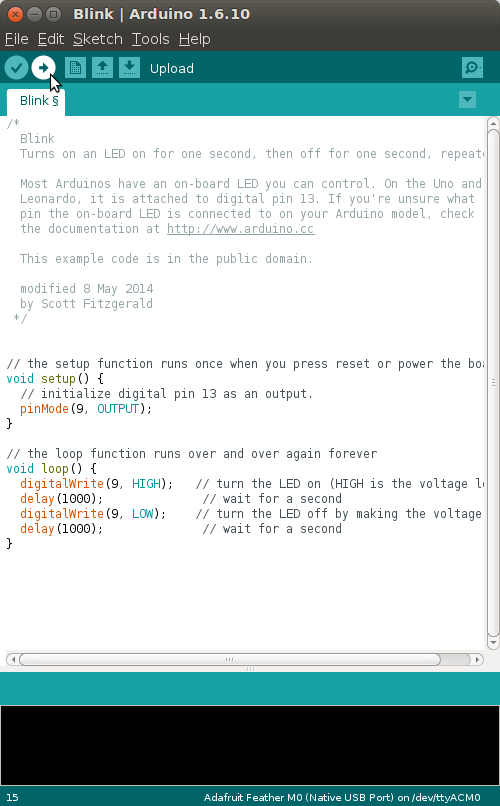 Blink | Arduino 1.6.10
File Edit Sketch Tools Help
Upload
Blink §
/*
  Blink
  Turns on an LED on for one second, then off for one second, repeate
  Most Arduinos have an on-board LED you can control. On the Uno and
  Leonardo, it is attached to digital pin 13. If you're unsure what
  pin the on-board LED is connected to on your Arduino model, check
  the documentation at http://www.arduino.cc
  This example code is in the public domain.
  modified 8 May 2014
  by Scott Fitzgerald
 */
// the setup function runs once when you press reset or power the boa
void setup() {
  // initialize digital pin 13 as an output.
  pinMode(9, OUTPUT);
}
// the loop function runs over and over again forever
void loop() {
  digitalWrite(9, HIGH);   // turn the LED on (HIGH is the voltage le
  delay(1000);              // wait for a second
  digitalWrite(9, LOW);    // turn the LED off by making the voltage
  delay(1000);              // wait for a second
}
15 Adafruit Feather M0 (Native USB Port) on /dev/ttyACM0